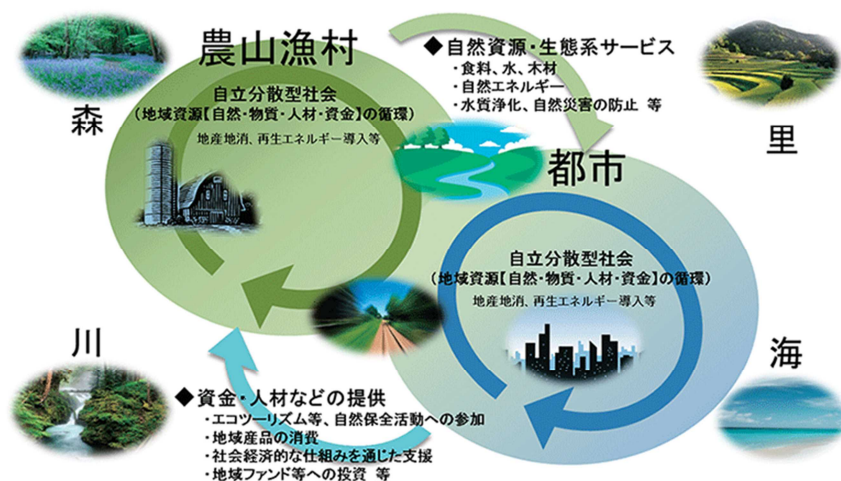 農山漁村
森
自立分散型社会
(地域資源【自然・物質・人材・資金】の循環)
地産地消、再生エネルギー導入等
◆自然資源・生態系サービス
・食料、水、木材
・自然エネルギー
・水質浄化、自然災害の防止 等
里
都市
自立分散型社会
(地域資源【自然・物質・人材・資金】の循環)
地産地消、再生エネルギー導入等
川
◆資金・人材などの提供
・エコツーリズム等、自然保全活動への参加
・地域産品の消費
・社会経済的な仕組みを通じた支援
・地域ファンド等への投資 等
海